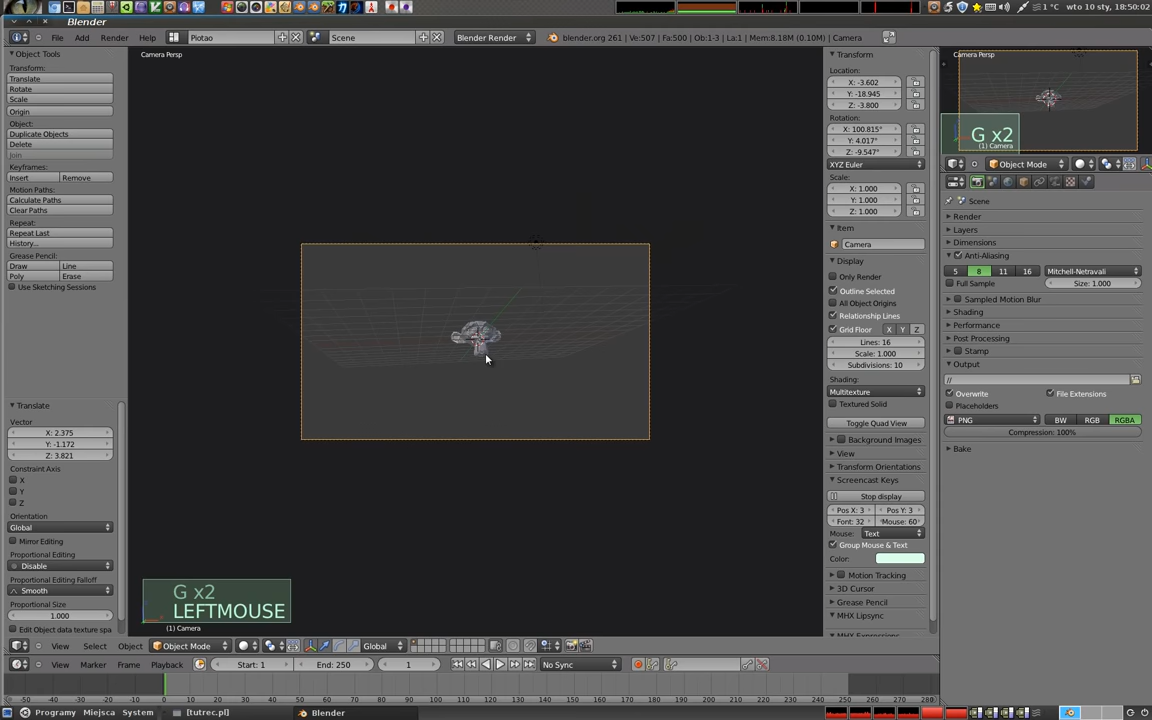 1 °C
wto 10 sty, 18:50:02
Blender
File
Add
Render
Help
Piotao
Scene
Blender Render
blender.org 261 | Ve:507 | Fa:500 | Ob:1-3 | La:1 | Mem:8.18M (0.10M) | Camera
Object Tools
Transform:
Translate
Rotate
Scale
Origin
Object:
Duplicate Objects
Delete
Join
Keyframes:
Insert
Remove
Motion Paths:
Calculate Paths
Clear Paths
Repeat:
Repeat Last
History...
Grease Pencil:
Draw
Line
Poly
Erase
Use Sketching Sessions
Translate
Vector
X: 2.375
Y: -1.172
Z: 3.821
Constraint Axis
X
Y
Z
Orientation
Global
Mirror Editing
Proportional Editing
Disable
Proportional Editing Falloff
Smooth
Proportional Size
1.000
Edit Object data texture spa
Camera Persp
G x2
LEFTMOUSE
(1) Camera
Transform
Location:
X: -3.602
Y: -18.945
Z: -3.800
Rotation:
X: 100.815°
Y: 4.017°
Z: -9.547°
XYZ Euler
Scale:
X: 1.000
Y: 1.000
Z: 1.000
Item
Camera
Display
Only Render
Outline Selected
All Object Origins
Relationship Lines
Grid Floor
X
Y
Z
Lines: 16
Scale: 1.000
Subdivisions: 10
Shading:
Multitexture
Textured Solid
Toggle Quad View
Background Images
View
Transform Orientations
Screencast Keys
Stop display
Pos X: 3
Pos Y: 3
Font: 32
Mouse: 60
Mouse:
Text
Group Mouse & Text
Color:
Motion Tracking
3D Cursor
Grease Pencil
MHX Lipsync
MHX Expressions
Camera Persp
G x2
(1) Camera
Object Mode
Scene
Render
Layers
Dimensions
Anti-Aliasing
5
8
11
16
Mitchell-Netravali
Full Sample
Size: 1.000
Sampled Motion Blur
Shading
Performance
Post Processing
Stamp
Output
//
Overwrite
File Extensions
Placeholders
PNG
BW
RGB
RGBA
Compression: 100%
Bake
View
Select
Object
Object Mode
Global
View
Marker
Frame
Playback
Start: 1
End: 250
1
No Sync
-50 -40 -30 -20 -10 0 10 20 30 40 50 60 70 80 90 100 110 120 130 140 150 160 170 180 190 200 210 220 230 240 250 260 270 280
Programy
Miejsca
System
[tutrec.pl]
Blender